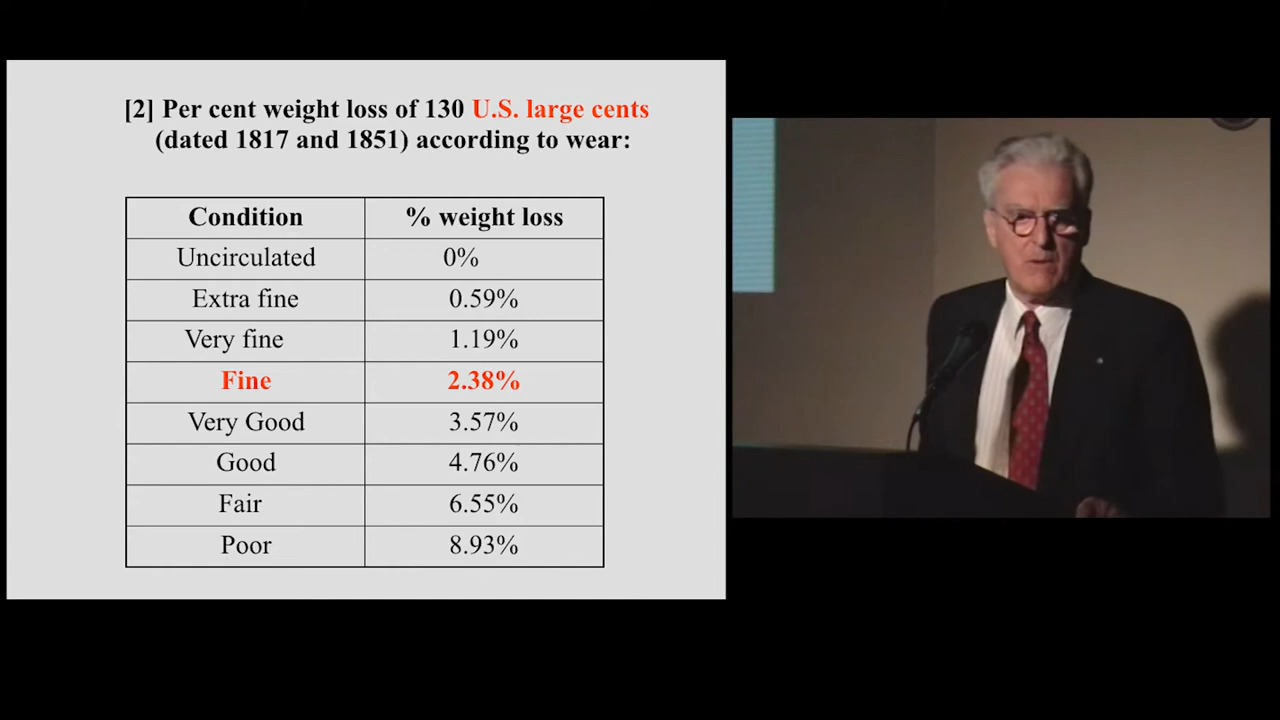 [2] Per cent weight loss of 130 U.S. large cents
(dated 1817 and 1851) according to wear:
Condition % weight loss
Uncirculated 0%
Extra fine 0.59%
Very fine 1.19%
Fine 2.38%
Very Good 3.57%
Good 4.76%
Fair 6.55%
Poor 8.93%